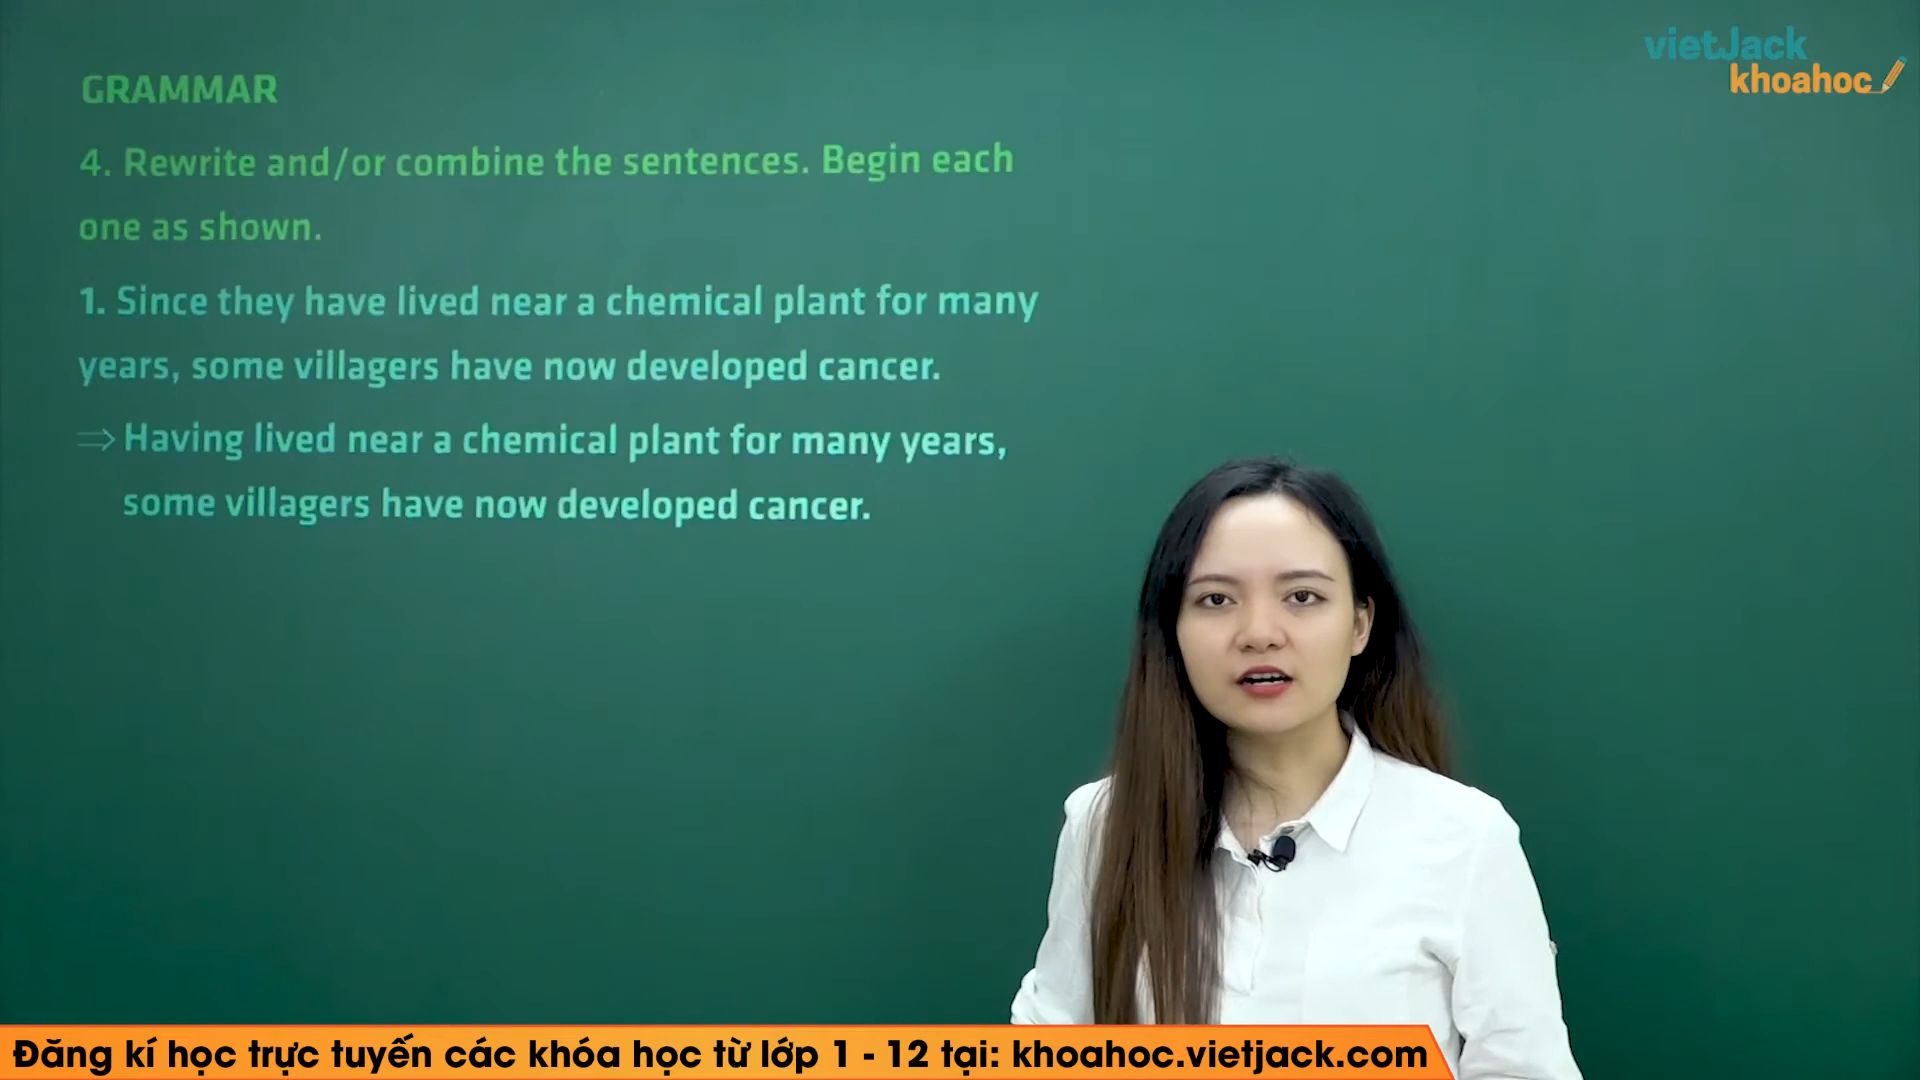 vietJack
khoahoc
GRAMMAR
4. Rewrite and/or combine the sentences. Begin each
one as shown.
1. Since they have lived near a chemical plant for many
years, some villagers have now developed cancer.
⇒ Having lived near a chemical plant for many years,
some villagers have now developed cancer.
Đăng kí học trực tuyến các khóa học từ lớp 1 - 12 tại: khoahoc.vietjack.com